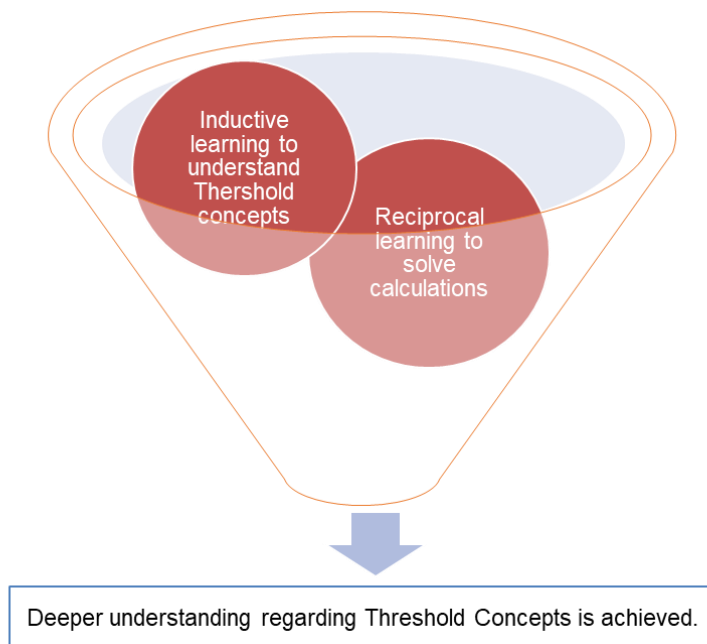 Inductive
learning to
understand
Thershold
concepts
Reciprocal
learning to
solve
calculations
Deeper understanding regarding Threshold Concepts is achieved.